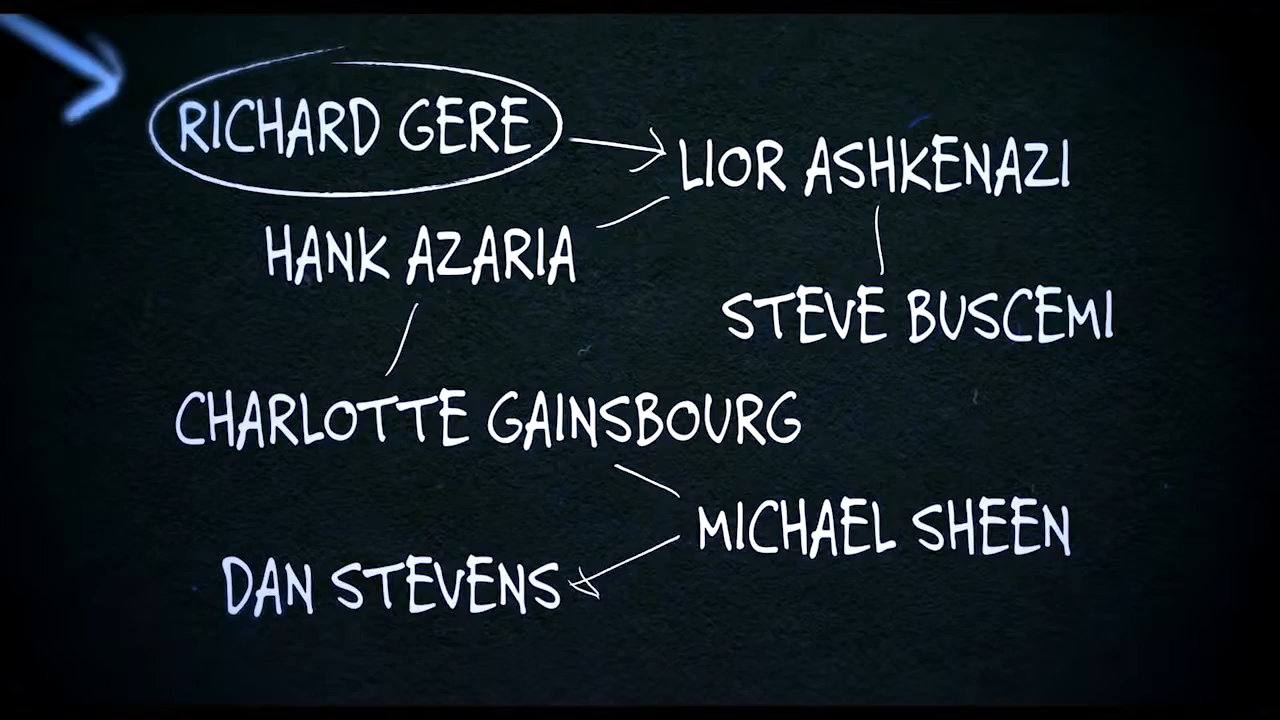 RICHARD GERE
LIOR ASHKENAZI
HANK AZARIA
STEVE BUSCEMI
CHARLOTTE GAINSBOURG
MICHAEL SHEEN
DAN STEVENS